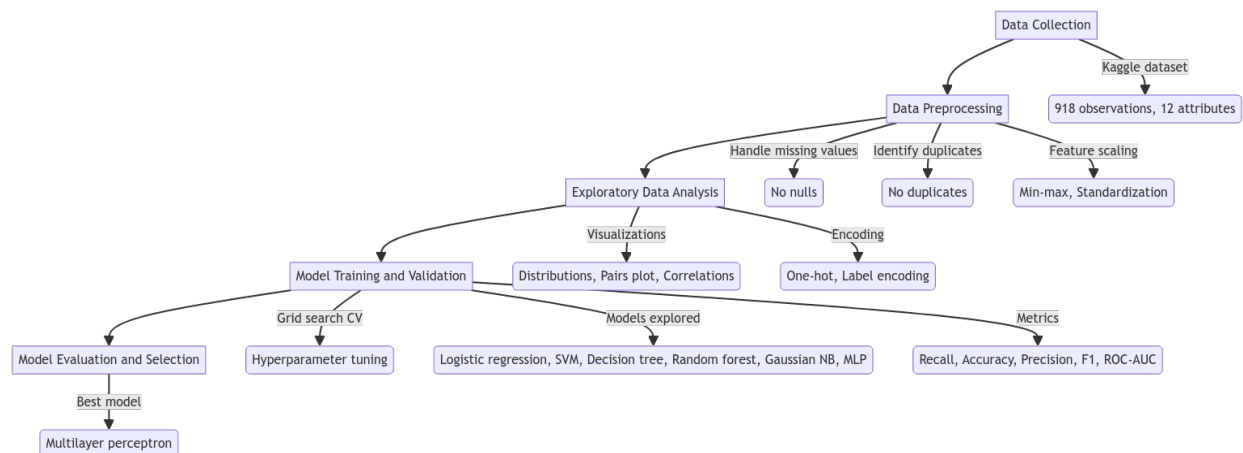 Data Collection
Kaggle dataset
Data Preprocessing
918 observations, 12 attributes
Handle missing values
Identify duplicates
Feature scaling
Exploratory Data Analysis
No nulls
No duplicates
Min-max, Standardization
Visualizations
Encoding
Model Training and Validation
Distributions, Pairs plot, Correlations
One-hot, Label encoding
Grid search CV
Models explored
Metrics
Model Evaluation and Selection
Hyperparameter tuning
Logistic regression, SVM, Decision tree, Random forest, Gaussian NB, MLP
Recall, Accuracy, Precision, F1, ROC-AUC
Best model
Multilayer perceptron